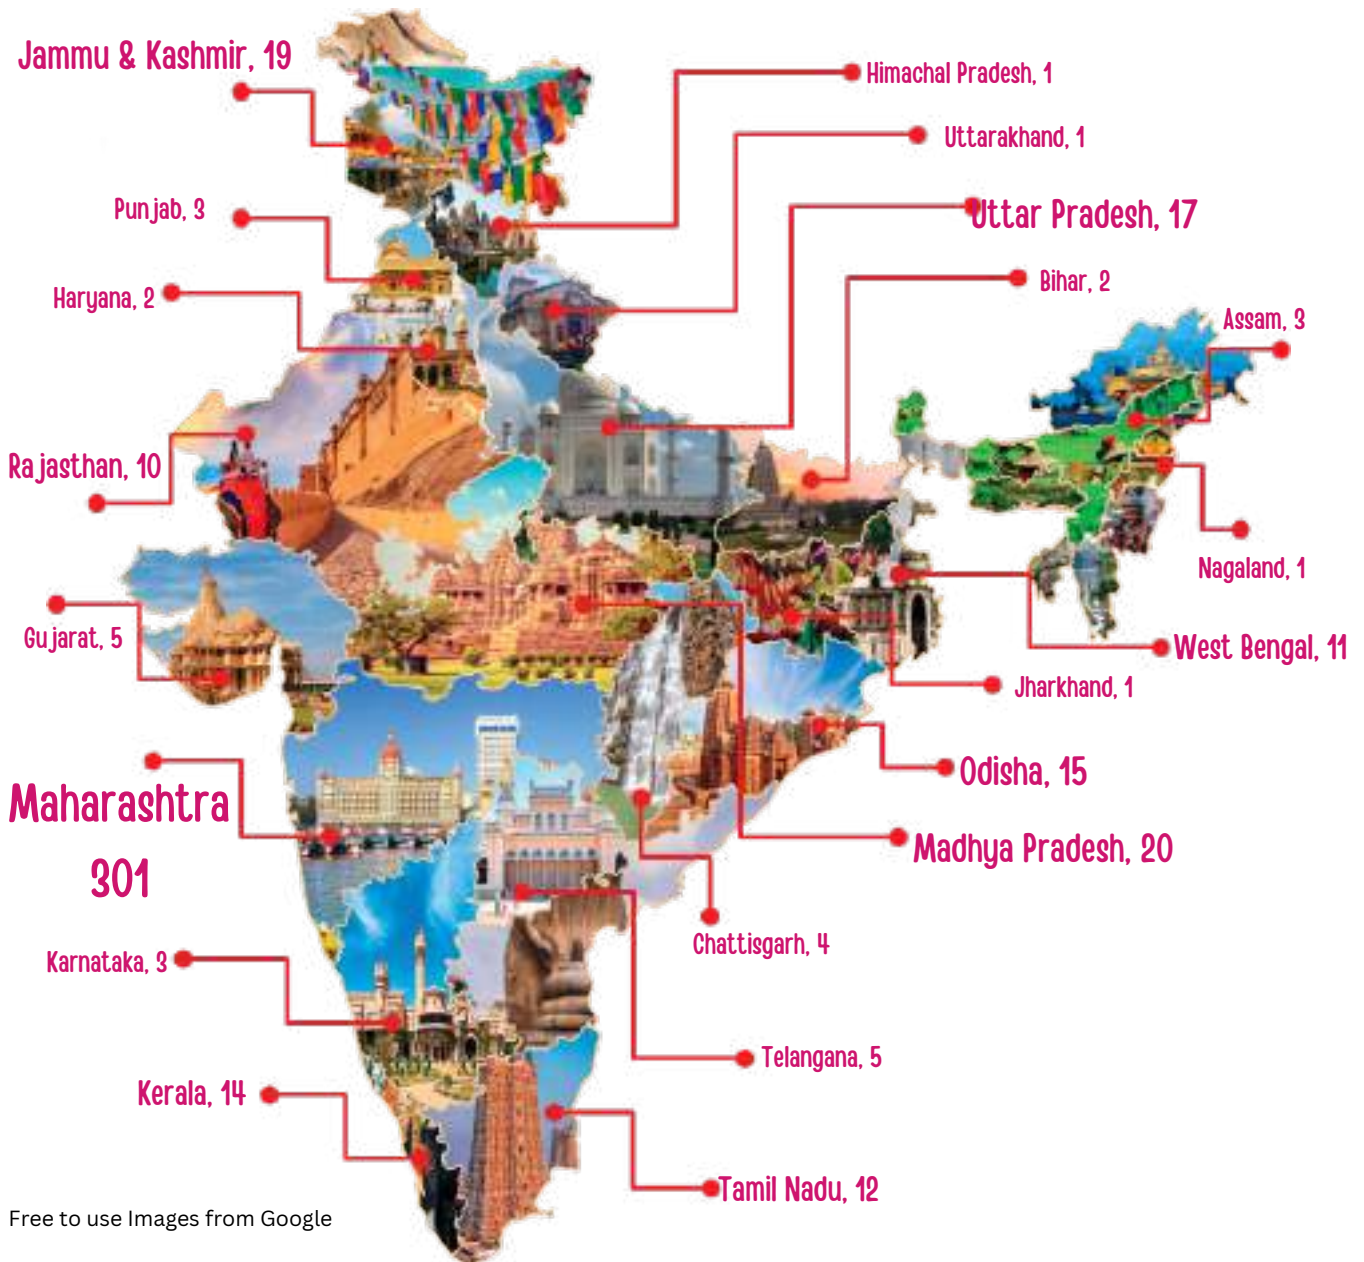 Jammu & Kashmir, 19
Himachal Pradesh, 1
Uttarakhand, 1
Punjab, 3
Uttar Pradesh, 17
Haryana, 2
Bihar, 2
Assam, 3
Rajasthan, 10
Nagaland, 1
Gujarat, 5
West Bengal, 11
Jharkhand, 1
Odisha, 15
Maharashtra
301
Madhya Pradesh, 20
Chattisgarh, 4
Karnataka, 3
Telangana, 5
Kerala, 14
Tamil Nadu, 12
Free to use Images from Google